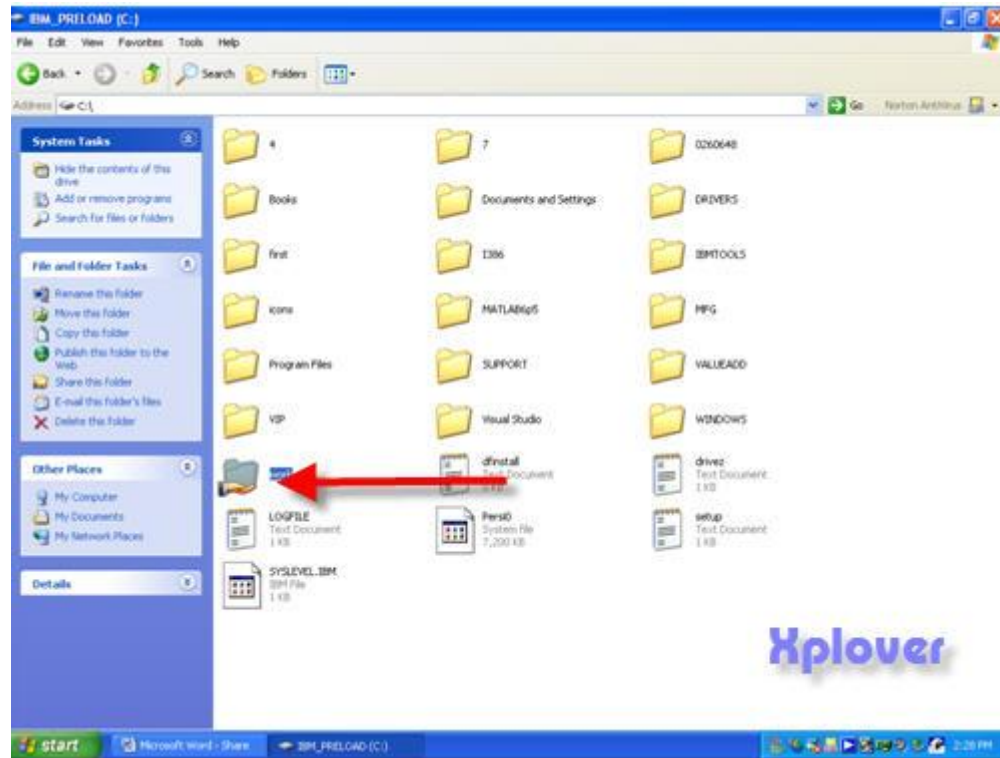 IBM_PRELOAD (C:)
File Edit View Favorites Tools Help
Back Search Folders
Address C:\ Go Norton AntiVirus
System Tasks
Hide the contents of this
drive
Add or remove programs
Search for files or folders
File and Folder Tasks
Rename this folder
Move this folder
Copy this folder
Publish this folder to the
Web
Share this folder
E-mail this folder's files
Delete this folder
Other Places
My Computer
My Documents
My Network Places
Details
4 7 0260648
Books Documents and Settings DRIVERS
first I386 IBMTOOLS
icons MATLAB6p5 MFG
Program Files SUPPORT VALUEADD
VIP Visual Studio WINDOWS
dfinstall
Text Document
1 KB
drivez
Text Document
1 KB
LOGFILE
Text Document
1 KB
Persi0
System file
7,200 KB
setup
Text Document
1 KB
SYSLEVEL.IBM
IBM File
1 KB
Xplover
start Microsoft Word - Share IBM_PRELOAD (C:) 2:28 PM